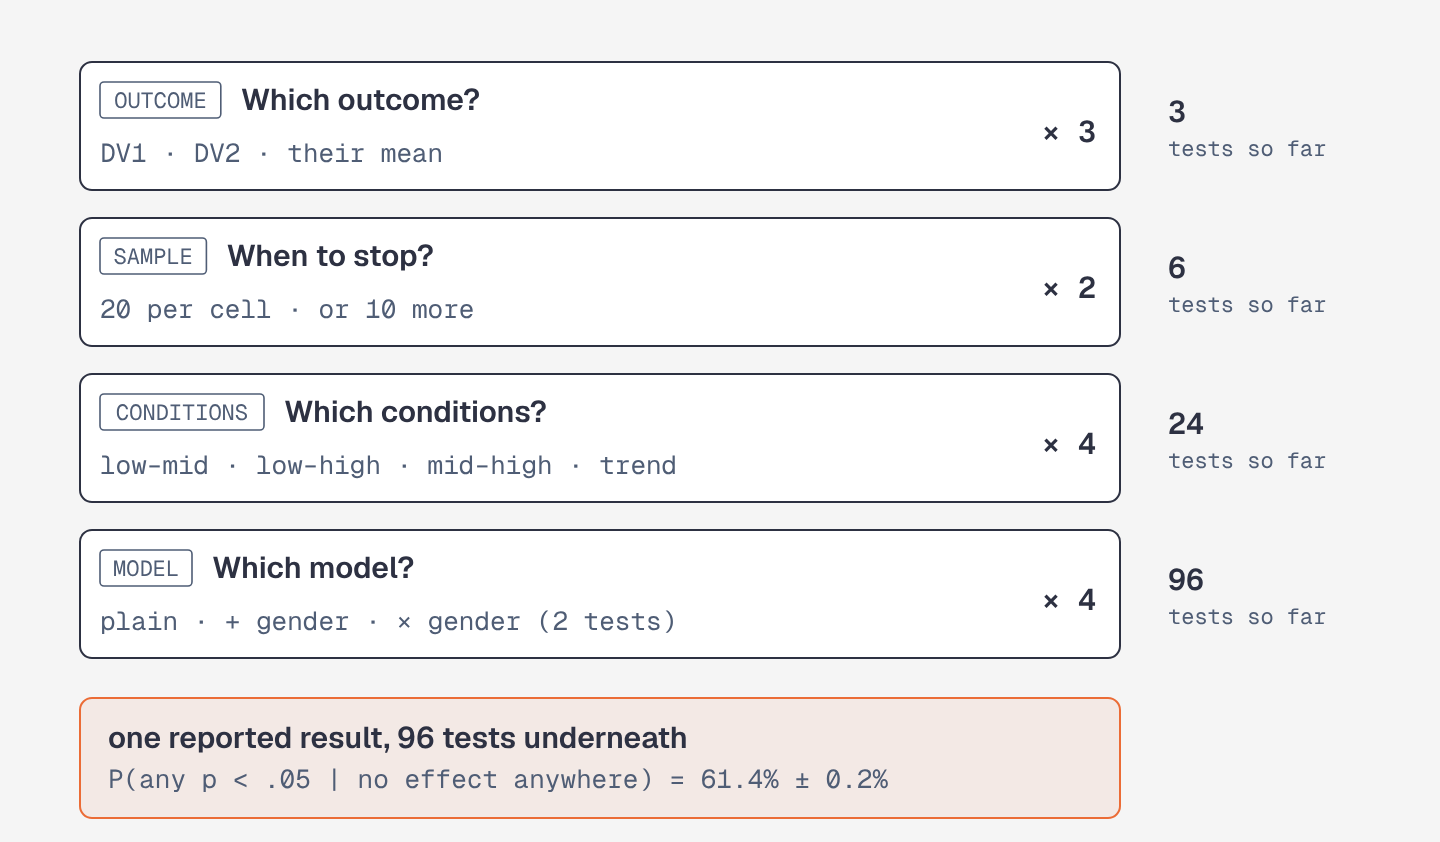 OUTCOME Which outcome?
DV1 · DV2 · their mean
× 3
3
tests so far
SAMPLE When to stop?
20 per cell · or 10 more
× 2
6
tests so far
CONDITIONS Which conditions?
low-mid · low-high · mid-high · trend
× 4
24
tests so far
MODEL Which model?
plain · + gender · × gender (2 tests)
× 4
96
tests so far
one reported result, 96 tests underneath
P(any p < .05 | no effect anywhere) = 61.4% ± 0.2%